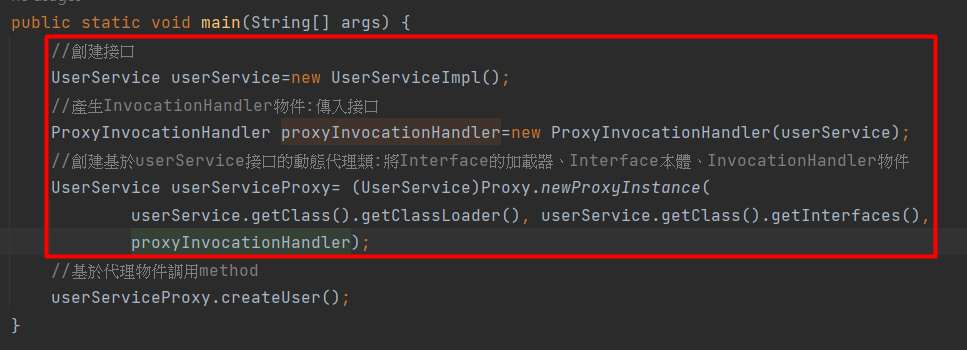 public static void main(String[] args) {
//創建接口
UserService userService=new UserServiceImpl();
//產生InvocationHandler物件:傳入接口
ProxyInvocationHandler proxyInvocationHandler=new ProxyInvocationHandler(userService);
//創建基於userService接口的動態代理類:將Interface的加載器、Interface本體、InvocationHandler物件
UserService userServiceProxy= (UserService)Proxy.newProxyInstance(
userService.getClass().getClassLoader(), userService.getClass().getInterfaces(),
proxyInvocationHandler);
//基於代理物件調用method
userServiceProxy.createUser();
}